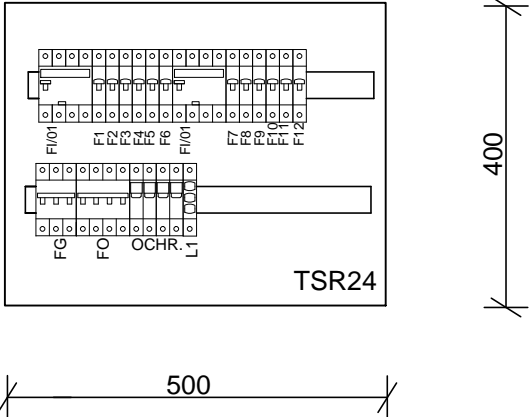 FI/01 F1 F2 F3 F4 F5 F6 FI/01 F7 F8 F9 F10 F11 F12
FG FO OCHR. L1
TSR24
400
500